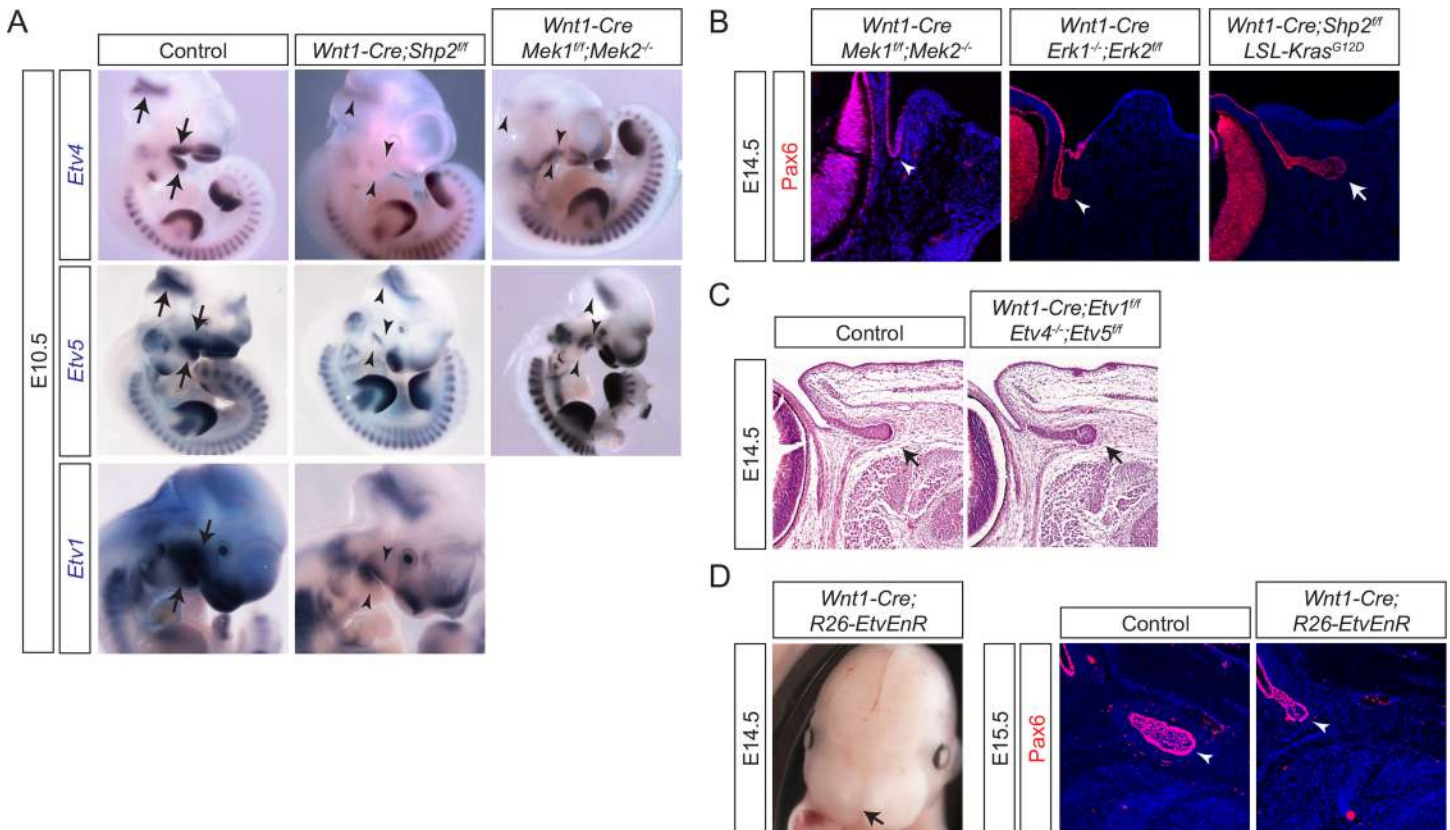 A
Control
Wnt1-Cre;Shp2f/f
Wnt1-Cre
Mek1f/f;Mek2-/-
E10.5
Etv4
Etv5
Etv1
B
Wnt1-Cre
Mek1f/f;Mek2-/-
Wnt1-Cre
Erk1-/-;Erk2f/f
Wnt1-Cre;Shp2f/f
LSL-KrasG12D
E14.5
Pax6
C
Control
Wnt1-Cre;Etv1f/f
Etv4-/-;Etv5f/f
E14.5
D
Wnt1-Cre;
R26-EtvEnR
E14.5
Control
Wnt1-Cre;
R26-EtvEnR
E15.5
Pax6